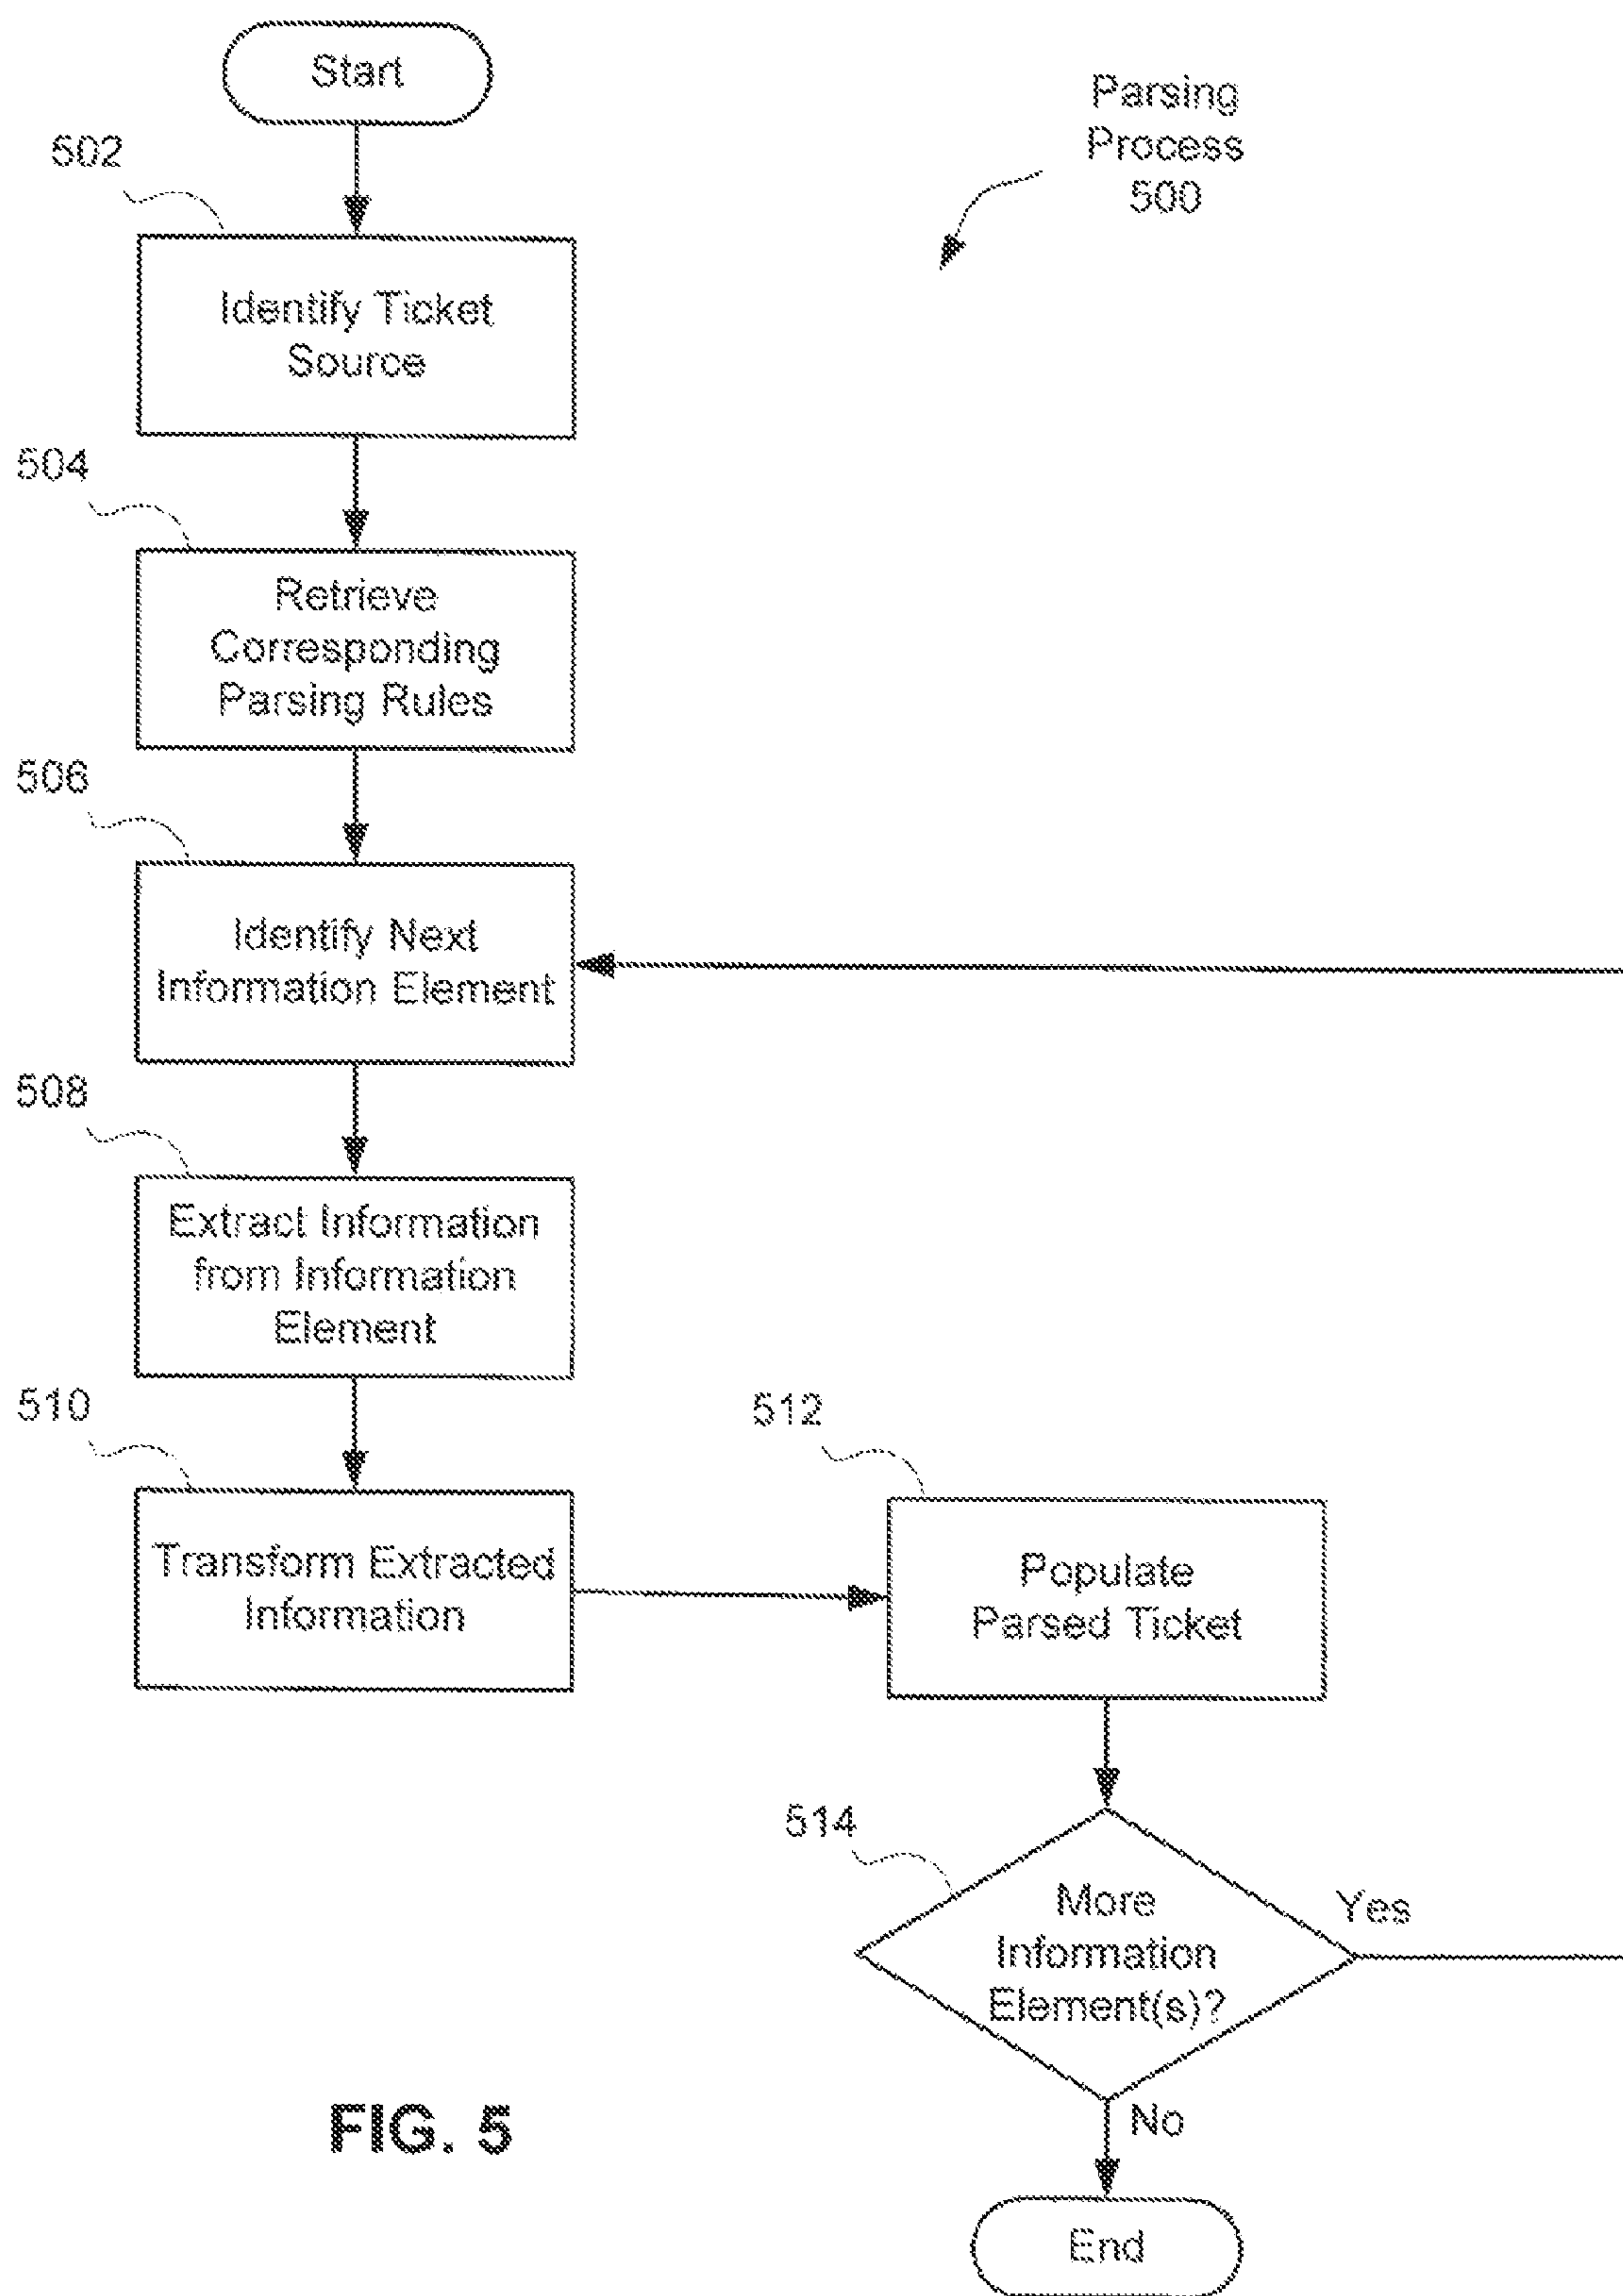 Start
Parsing
Process
500
502
Identify Ticket
Source
504
Retrieve
Corresponding
Parsing Rules
506
Identify Next
Information Element
508
Extract Information
from Information
Element
510
Transform Extracted
Information
512
Populate
Parsed Ticket
514
More
Information
Element(s)?
Yes
No
End
FIG. 5